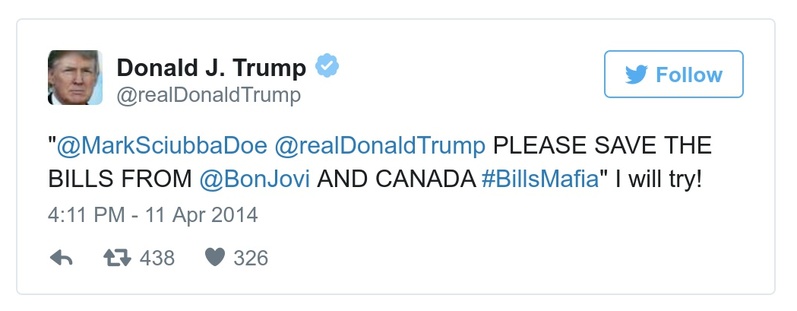 Donald J. Trump
@realDonaldTrump
Follow
"@MarkSciubbaDoe @realDonaldTrump PLEASE SAVE THE
BILLS FROM @BonJovi AND CANADA #BillsMafia" I will try!
4:11 PM - 11 Apr 2014
438 326